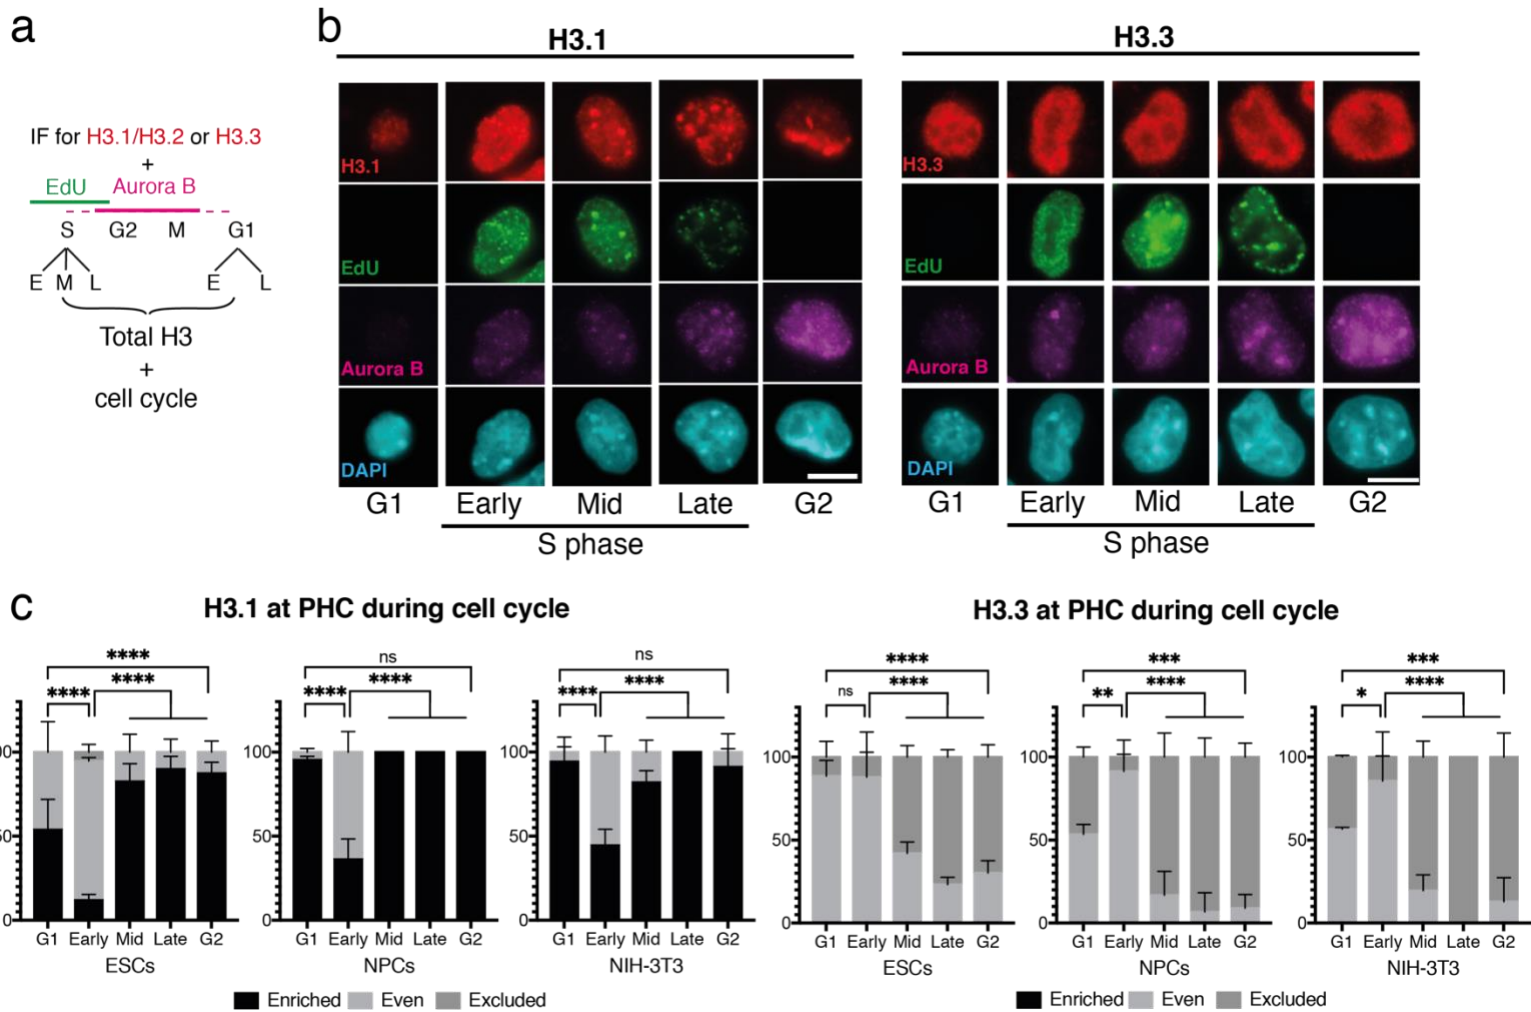 a
IF for H3.1/H3.2 or H3.3
+
EdU Aurora B
S G2 M G1
E M L E L
Total H3
+
cell cycle
b
H3.1
H3.1
EdU
Aurora B
DAPI
G1 Early Mid Late G2
S phase
H3.3
H3.3
EdU
Aurora B
DAPI
G1 Early Mid Late G2
S phase
c
H3.1 at PHC during cell cycle
****
**** ****
50
0
G1 Early Mid Late G2
ESCs
ns
**** ****
100
50
0
G1 Early Mid Late G2
NPCs
ns
**** ****
100
50
0
G1 Early Mid Late G2
NIH-3T3
Enriched Even Excluded
H3.3 at PHC during cell cycle
****
ns ****
100
50
0
G1 Early Mid Late G2
ESCs
***
** ****
100
50
0
G1 Early Mid Late G2
NPCs
***
* ****
100
50
0
G1 Early Mid Late G2
NIH-3T3
Enriched Even Excluded